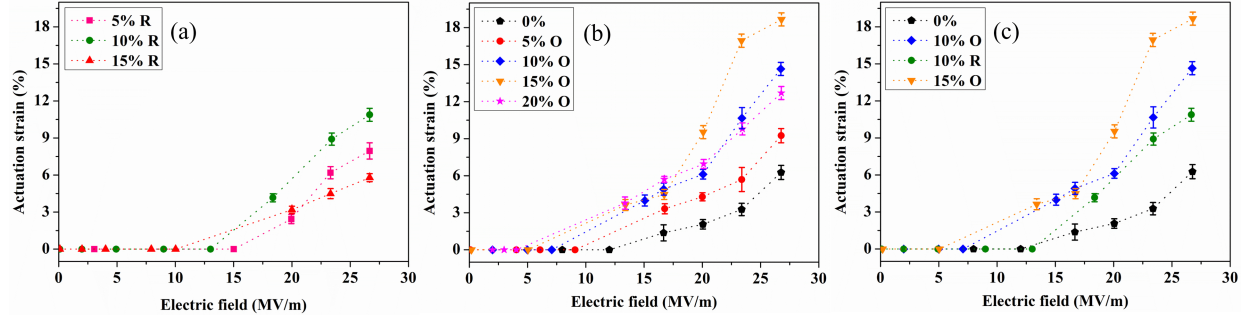 (a)
5% R
10% R
15% R
Actuation strain (%)
18
15
12
9
6
3
0
0 5 10 15 20 25 30
Electric field (MV/m)
(b)
0%
5% O
10% O
15% O
20% O
Actuation strain (%)
18
15
12
9
6
3
0
0 5 10 15 20 25 30
Electric field (MV/m)
(c)
0%
10% O
10% R
15% O
Actuation strain (%)
18
15
12
9
6
3
0
0 5 10 15 20 25 30
Electric field (MV/m)